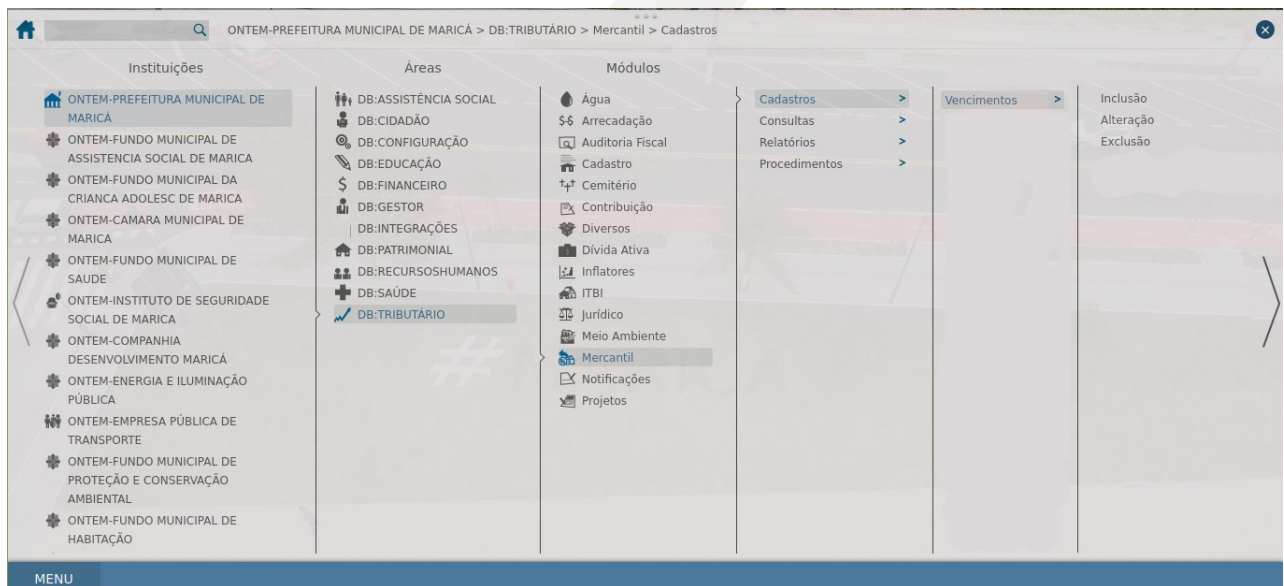 ONTEM-PREFEITURA MUNICIPAL DE MARICÁ > DB:TRIBUTÁRIO > Mercantil > Cadastros
Instituições
ONTEM-PREFEITURA MUNICIPAL DE
MARICÁ
ONTEM-FUNDO MUNICIPAL DE
ASSISTENCIA SOCIAL DE MARICA
ONTEM-FUNDO MUNICIPAL DA
CRIANCA ADOLESC DE MARICA
ONTEM-CAMARA MUNICIPAL DE
MARICA
ONTEM-FUNDO MUNICIPAL DE
SAUDE
ONTEM-INSTITUTO DE SEGURIDADE
SOCIAL DE MARICA
ONTEM-COMPANHIA
DESENVOLVIMENTO MARICÁ
ONTEM-ENERGIA E ILUMINAÇÃO
PÚBLICA
ONTEM-EMPRESA PÚBLICA DE
TRANSPORTE
ONTEM-FUNDO MUNICIPAL DE
PROTEÇÃO E CONSERVAÇÃO
AMBIENTAL
ONTEM-FUNDO MUNICIPAL DE
HABITAÇÃO
Áreas
DB:ASSISTÊNCIA SOCIAL
DB:CIDADÃO
DB:CONFIGURAÇÃO
DB:EDUCAÇÃO
DB:FINANCEIRO
DB:GESTOR
DB:INTEGRAÇÕES
DB:PATRIMONIAL
DB:RECURSOSHUMANOS
DB:SAÚDE
DB:TRIBUTÁRIO
Módulos
Água
Arrecadação
Auditoria Fiscal
Cadastro
Cemitério
Contribuição
Diversos
Dívida Ativa
Inflatores
ITBI
Jurídico
Meio Ambiente
Mercantil
Notificações
Projetos
Cadastros >
Consultas >
Relatórios >
Procedimentos >
Vencimentos >
Inclusão
Alteração
Exclusão
MENU